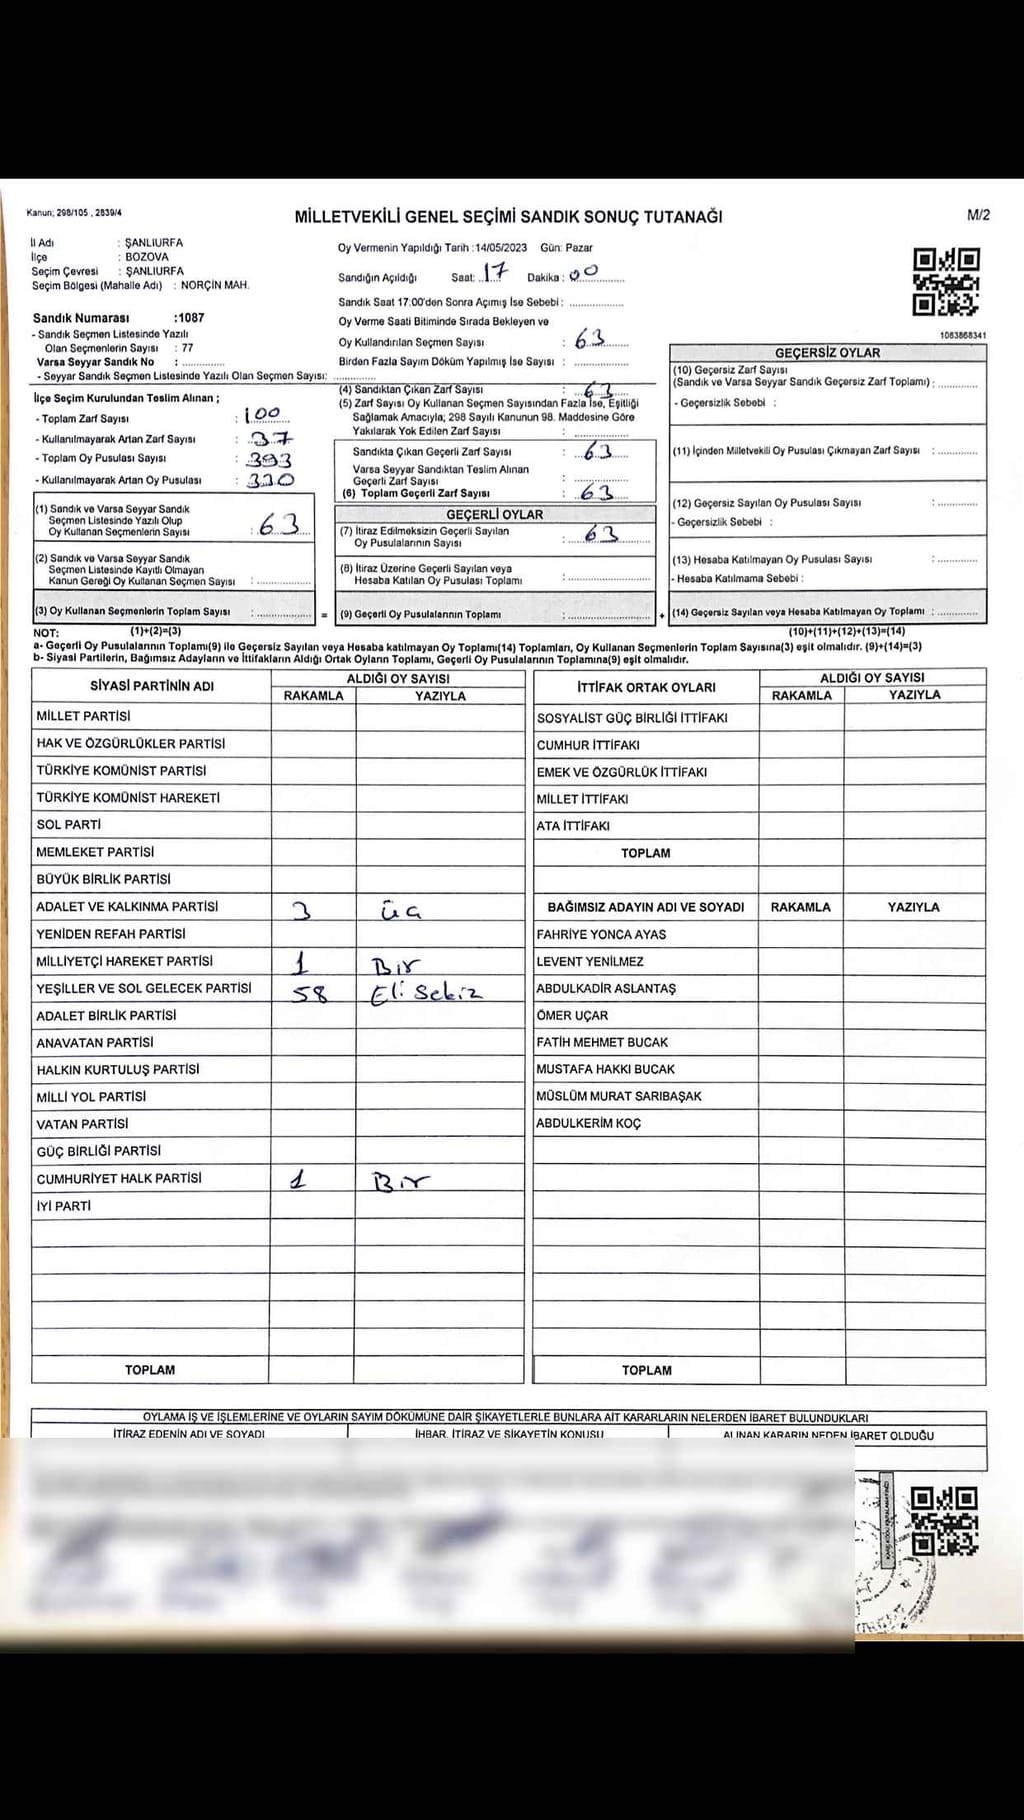 Kanun; 298/105 , 2839/4
MİLLETVEKİLİ GENEL SEÇİMİ SANDIK SONUÇ TUTANAĞI
M/2
İl Adı : ŞANLIURFA
İlçe : BOZOVA
Seçim Çevresi : ŞANLIURFA
Seçim Bölgesi (Mahalle Adı) : NORÇİN MAH.
Sandık Numarası :1087
- Sandık Seçmen Listesinde Yazılı
Olan Seçmenlerin Sayısı : 77
Varsa Seyyar Sandık No :
- Seyyar Sandık Seçmen Listesinde Yazılı Olan Seçmen Sayısı:
İlçe Seçim Kurulundan Teslim Alınan ;
- Toplam Zarf Sayısı : 100
- Kullanılmayarak Artan Zarf Sayısı : 37
- Toplam Oy Pusulası Sayısı : 393
- Kullanılmayarak Artan Oy Pusulası : 330
(1) Sandık ve Varsa Seyyar Sandık
Seçmen Listesinde Yazılı Olup
Oy Kullanan Seçmenlerin Sayısı : 63
(2) Sandık ve Varsa Seyyar Sandık
Seçmen Listesinde Kayıtlı Olmayan
Kanun Gereği Oy Kullanan Seçmen Sayısı :
(3) Oy Kullanan Seçmenlerin Toplam Sayısı : =
Oy Vermenin Yapıldığı Tarih :14/05/2023 Gün: Pazar
Sandığın Açıldığı Saat: 17 Dakika : 00
Sandık Saat 17.00'den Sonra Açımış İse Sebebi :
Oy Verme Saati Bitiminde Sırada Bekleyen ve
Oy Kullandırılan Seçmen Sayısı : 63
Birden Fazla Sayım Döküm Yapılmış İse Sayısı :
(4) Sandıktan Çıkan Zarf Sayısı : 63
(5) Zarf Sayısı Oy Kullanan Seçmen Sayısından Fazla İse, Eşitliği
Sağlamak Amacıyla; 298 Sayılı Kanunun 98. Maddesine Göre
Yakılarak Yok Edilen Zarf Sayısı :
Sandıkta Çıkan Geçerli Zarf Sayısı : 63
Varsa Seyyar Sandıktan Teslim Alınan
Geçerli Zarf Sayısı :
(6) Toplam Geçerli Zarf Sayısı : 63
GEÇERLİ OYLAR
(7) İtiraz Edilmeksizin Geçerli Sayılan
Oy Pusulalarının Sayısı : 63
(8) İtiraz Üzerine Geçerli Sayılan veya
Hesaba Katılan Oy Pusulası Toplamı :
(9) Geçerli Oy Pusulalarının Toplamı : +
1083868341
GEÇERSİZ OYLAR
(10) Geçersiz Zarf Sayısı
(Sandık ve Varsa Seyyar Sandık Geçersiz Zarf Toplamı) :
- Geçersizlik Sebebi :
(11) İçinden Milletvekili Oy Pusulası Çıkmayan Zarf Sayısı :
(12) Geçersiz Sayılan Oy Pusulası Sayısı :
- Geçersizlik Sebebi :
(13) Hesaba Katılmayan Oy Pusulası Sayısı :
- Hesaba Katılmama Sebebi :
(14) Geçersiz Sayılan veya Hesaba Katılmayan Oy Toplamı :
NOT: (1)+(2)=(3) (10)+(11)+(12)+(13)=(14)
a- Geçerli Oy Pusulalarının Toplamı(9) ile Geçersiz Sayılan veya Hesaba katılmayan Oy Toplamı(14) Toplamları, Oy Kullanan Seçmenlerin Toplam Sayısına(3) eşit olmalıdır. (9)+(14)=(3)
b- Siyasi Partilerin, Bağımsız Adayların ve İttifakların Aldığı Ortak Oyların Toplamı, Geçerli Oy Pusulalarının Toplamına(9) eşit olmalıdır.
SİYASİ PARTİNİN ADI ALDIĞI OY SAYISI
RAKAMLA YAZIYLA
MİLLET PARTİSİ
HAK VE ÖZGÜRLÜKLER PARTİSİ
TÜRKİYE KOMÜNİST PARTİSİ
TÜRKİYE KOMÜNİST HAREKETİ
SOL PARTİ
MEMLEKET PARTİSİ
BÜYÜK BİRLİK PARTİSİ
ADALET VE KALKINMA PARTİSİ 3 üç
YENİDEN REFAH PARTİSİ
MİLLİYETÇİ HAREKET PARTİSİ 1 Bir
YEŞİLLER VE SOL GELECEK PARTİSİ 58 Eli Sekiz
ADALET BİRLİK PARTİSİ
ANAVATAN PARTİSİ
HALKIN KURTULUŞ PARTİSİ
MİLLİ YOL PARTİSİ
VATAN PARTİSİ
GÜÇ BİRLİĞİ PARTİSİ
CUMHURİYET HALK PARTİSİ 1 Bir
İYİ PARTİ
TOPLAM
İTTİFAK ORTAK OYLARI ALDIĞI OY SAYISI
RAKAMLA YAZIYLA
SOSYALİST GÜÇ BİRLİĞİ İTTİFAKI
CUMHUR İTTİFAKI
EMEK VE ÖZGÜRLÜK İTTİFAKI
MİLLET İTTİFAKI
ATA İTTİFAKI
TOPLAM
BAĞIMSIZ ADAYIN ADI VE SOYADI RAKAMLA YAZIYLA
FAHRİYE YONCA AYAS
LEVENT YENİLMEZ
ABDULKADİR ASLANTAŞ
ÖMER UÇAR
FATİH MEHMET BUCAK
MUSTAFA HAKKI BUCAK
MÜSLÜM MURAT SARIBAŞAK
ABDULKERİM KOÇ
TOPLAM
OYLAMA İŞ VE İŞLEMLERİNE VE OYLARIN SAYIM DÖKÜMÜNE DAİR ŞİKAYETLERLE BUNLARA AİT KARARLARIN NELERDEN İBARET BULUNDUKLARI
İTİRAZ EDENİN ADI VE SOYADI İHBAR, İTİRAZ VE ŞİKAYETİN KONUSU ALINAN KARARIN NEDEN İBARET OLDUĞU